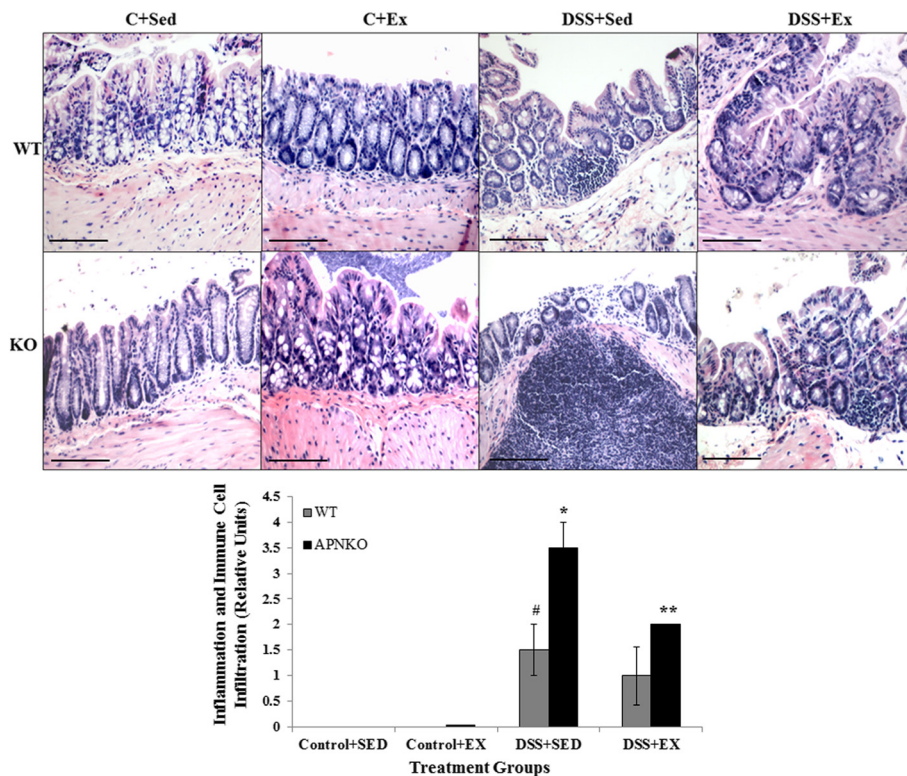 C+Sed C+Ex DSS+Sed DSS+Ex
WT
KO
Inflammation and Immune Cell
Infiltration (Relative Units)
4.5
4
3.5
3
2.5
2
1.5
1
0.5
0
WT
APNKO
#
*
**
Control+SED Control+EX DSS+SED DSS+EX
Treatment Groups